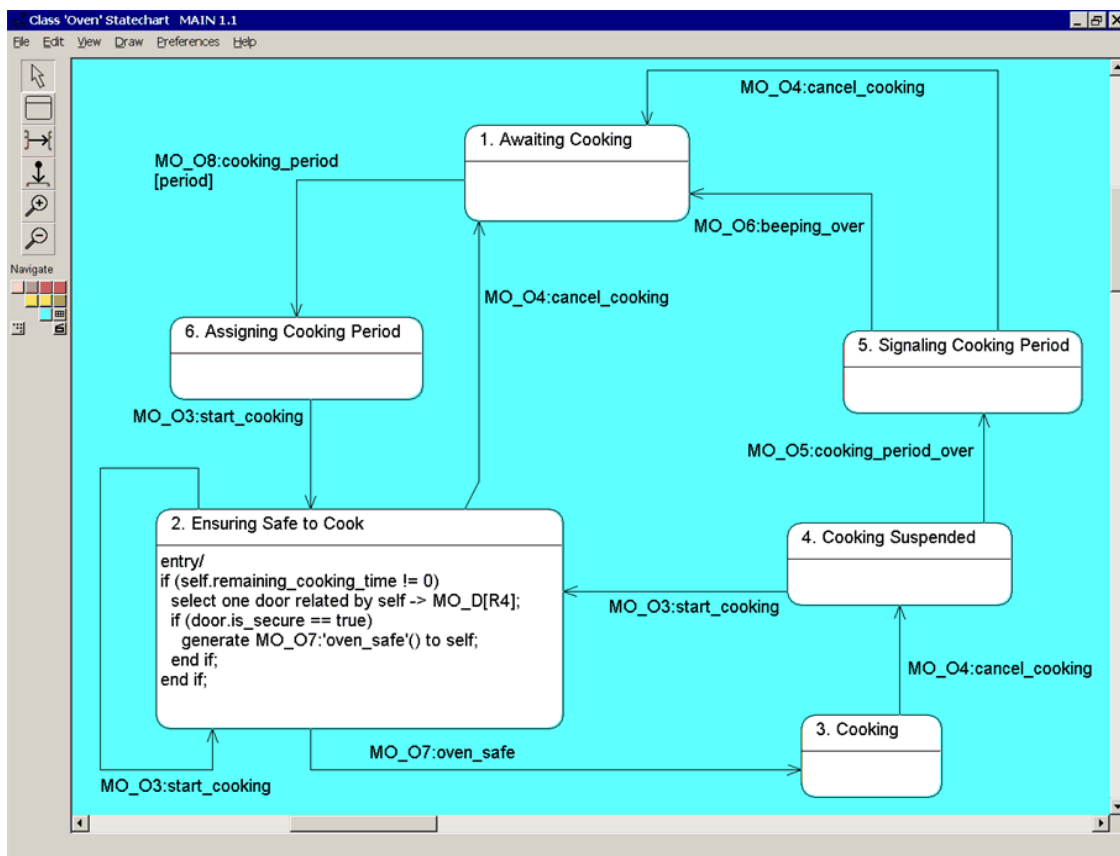 Class 'Oven' Statechart MAIN 1.1
File Edit View Draw Preferences Help
MO_O4:cancel_cooking
1. Awaiting Cooking
MO_O8:cooking_period
[period]
MO_O6:beeping_over
Navigate
MO_O4:cancel_cooking
6. Assigning Cooking Period
5. Signaling Cooking Period
MO_O3:start_cooking
MO_O5:cooking_period_over
2. Ensuring Safe to Cook
entry/
if (self.remaining_cooking_time != 0)
select one door related by self -> MO_D[R4];
if (door.is_secure == true)
generate MO_O7:'oven_safe'() to self;
end if;
end if;
4. Cooking Suspended
MO_O3:start_cooking
MO_O4:cancel_cooking
3. Cooking
MO_O7:oven_safe
MO_O3:start_cooking